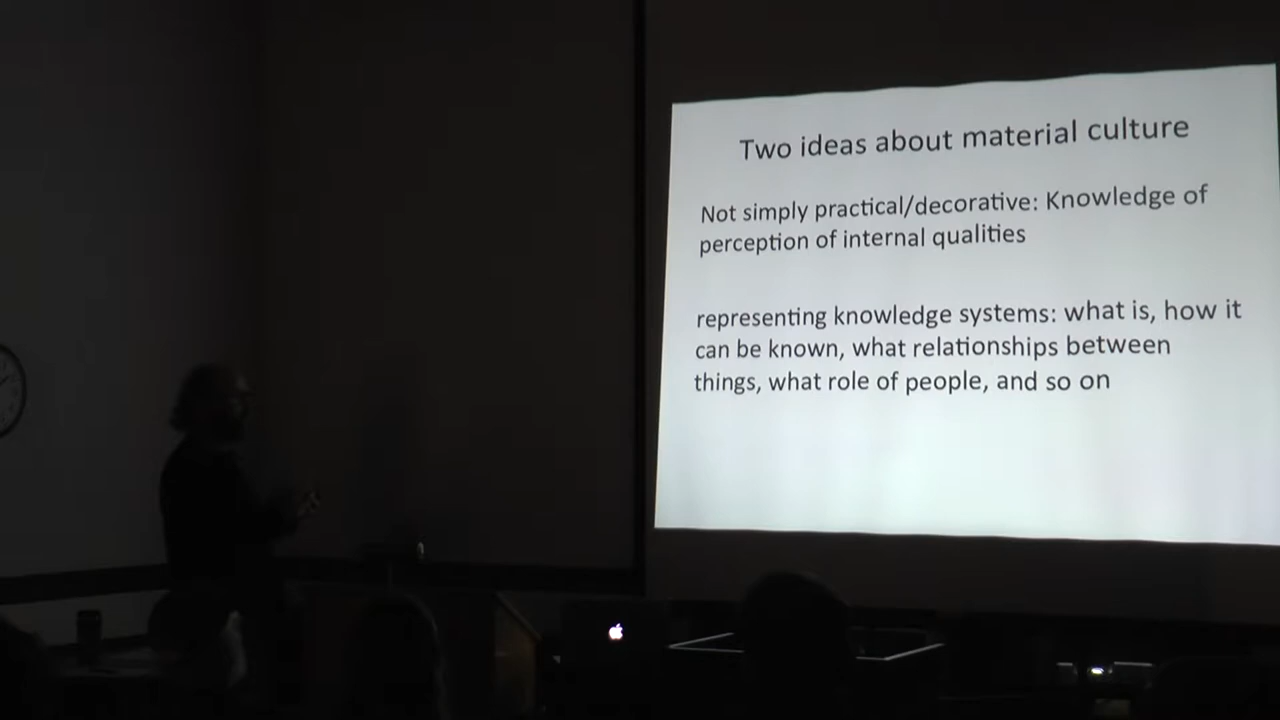 Two ideas about material culture
Not simply practical/decorative: Knowledge of
perception of internal qualities
representing knowledge systems: what is, how it
can be known, what relationships between
things, what role of people, and so on